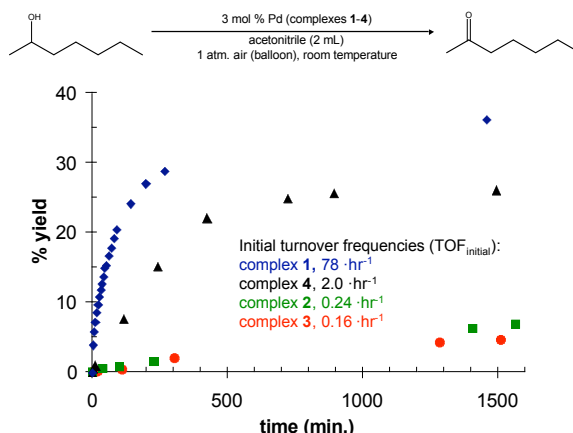 OH
O
3 mol % Pd (complexes 1-4)
acetonitrile (2 mL)
1 atm. air (balloon), room temperature
40
30
20
10
0
% yield
Initial turnover frequencies (TOFinitial):
complex 1, 78 ·hr-1
complex 4, 2.0 ·hr-1
complex 2, 0.24 ·hr-1
complex 3, 0.16 ·hr-1
0 500 1000 1500
time (min.)